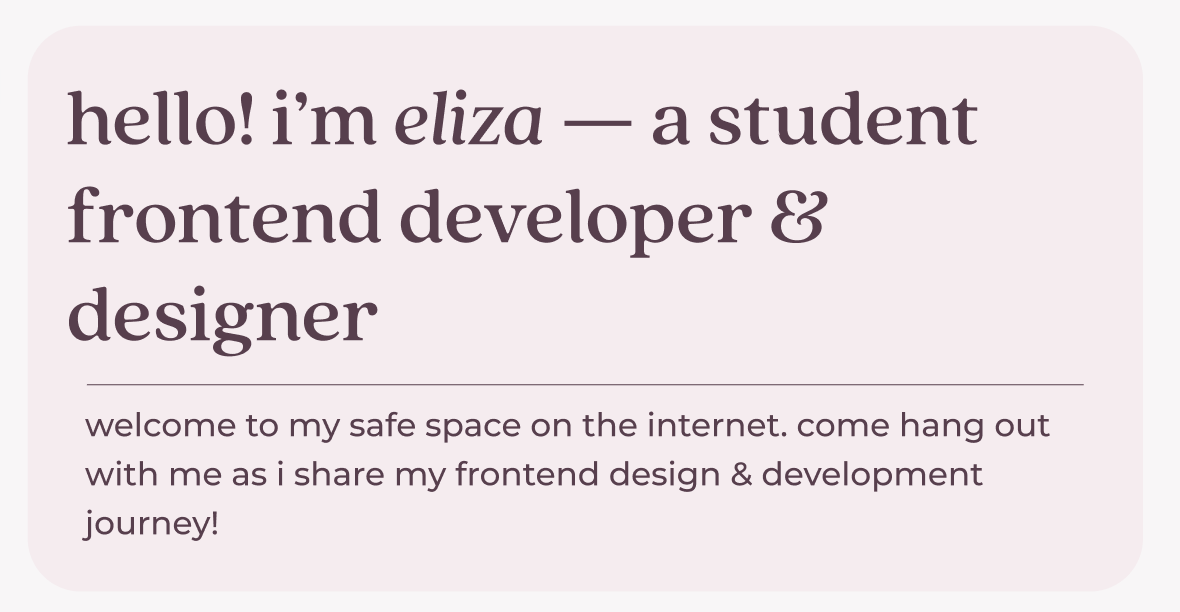 hello! i’m eliza — a student
frontend developer &
designer
welcome to my safe space on the internet. come hang out
with me as i share my frontend design & development
journey!